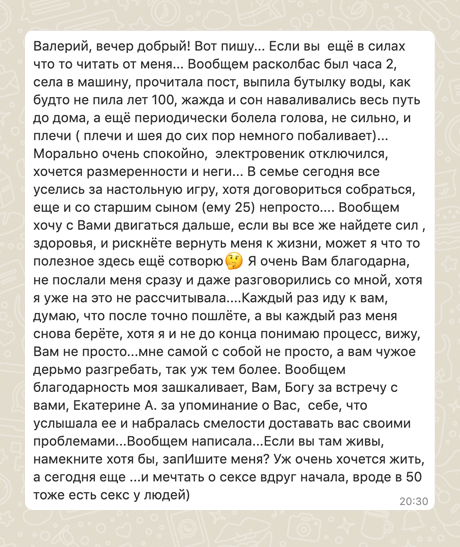 Валерий, вечер добрый! Вот пишу... Если вы  ещё в силах
что то читать от меня... Вообщем расколбас был часа 2,
села в машину, прочитала пост, выпила бутылку воды, как
будто не пила лет 100, жажда и сон наваливались весь путь
до дома, а ещё периодически болела голова, не сильно, и
плечи ( плечи и шея до сих пор немного побаливает)...
Морально очень спокойно,  электровеник отключился,
хочется размеренности и неги... В семье сегодня все
уселись за настольную игру, хотя договориться собраться,
еще и со старшим сыном (ему 25) непросто.... Вообщем
хочу с Вами двигаться дальше, если вы все же найдете сил ,
здоровья, и рискнёте вернуть меня к жизни, может я что то
полезное здесь ещё сотворю🤔 Я очень Вам благодарна,
не послали меня сразу и даже разговорились со мной, хотя
я уже на это не рассчитывала....Каждый раз иду к вам,
думаю, что после точно пошлёте, а вы каждый раз меня
снова берёте, хотя я и не до конца понимаю процесс, вижу,
Вам не просто...мне самой с собой не просто, а вам чужое
дерьмо разгребать, так уж тем более. Вообщем
благодарность моя зашкаливает, Вам, Богу за встречу с
вами, Екатерине А. за упоминание о Вас,  себе, что
услышала ее и набралась смелости доставать вас своими
проблемами...Вообщем написала...Если вы там живы,
намекните хотя бы, запИшите меня? Уж очень хочется жить,
а сегодня еще ...и мечтать о сексе вдруг начала, вроде в 50
тоже есть секс у людей)
20:30